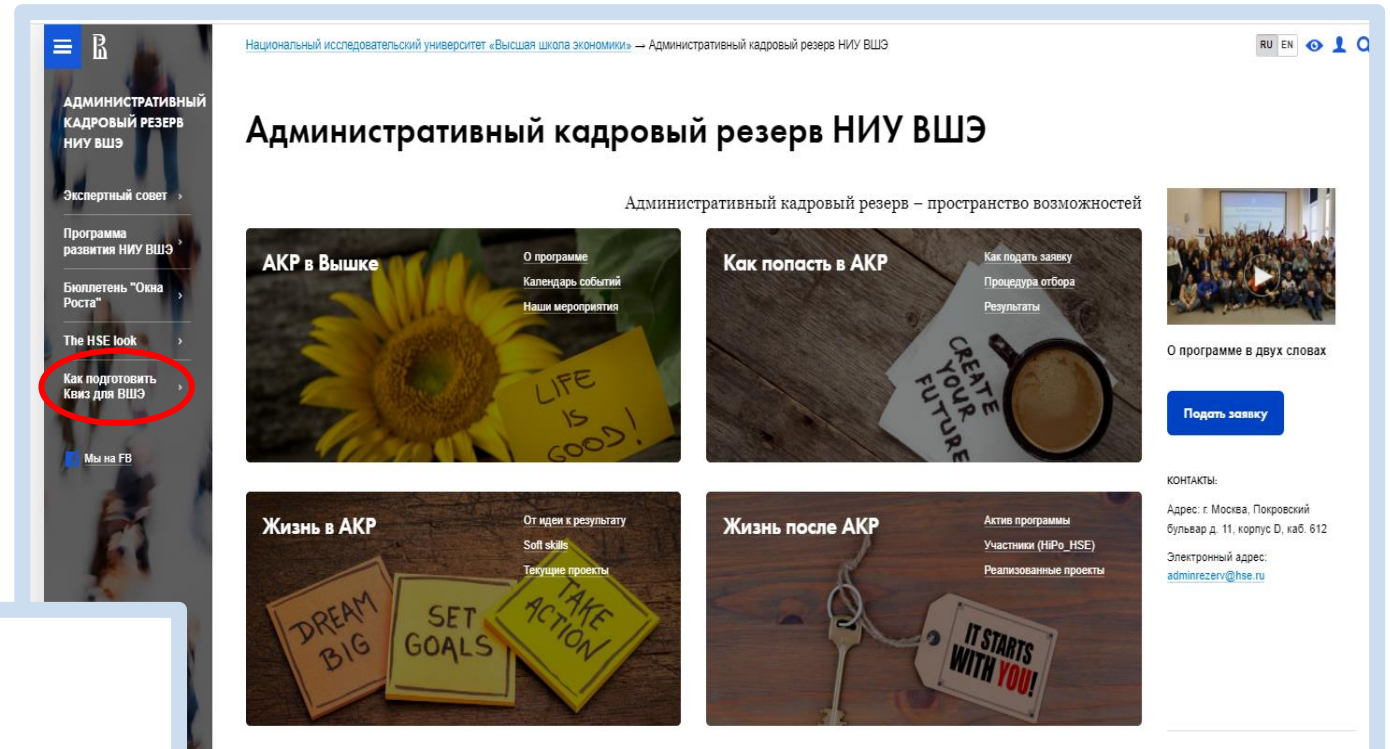 Национальный исследовательский университет «Высшая школа экономики» → Административный кадровый резерв НИУ ВШЭ
RU EN
АДМИНИСТРАТИВНЫЙ
КАДРОВЫЙ РЕЗЕРВ
НИУ ВШЭ
Экспертный совет ›
Программа
развития НИУ ВШЭ ›
Бюллетень "Окна
Роста" ›
The HSE look ›
Как подготовить
Квиз для ВШЭ ›
Мы на FB
Административный кадровый резерв НИУ ВШЭ
Административный кадровый резерв – пространство возможностей
АКР в Вышке
О программе
Календарь событий
Наши мероприятия
LIFE
IS
GOOD!
Как попасть в АКР
Как подать заявку
Процедура отбора
Результаты
CREATE
YOUR
FUTURE
Жизнь в АКР
От идеи к результату
Soft skills
Текущие проекты
DREAM
BIG
SET
GOALS
TAKE
ACTION
Жизнь после АКР
Актив программы
Участники (HiPo_HSE)
Реализованные проекты
IT STARTS
WITH YOU!
О программе в двух словах
Подать заявку
КОНТАКТЫ:
Адрес: г. Москва, Покровский
бульвар д. 11, корпус D, каб. 612
Электронный адрес:
adminrezerv@hse.ru